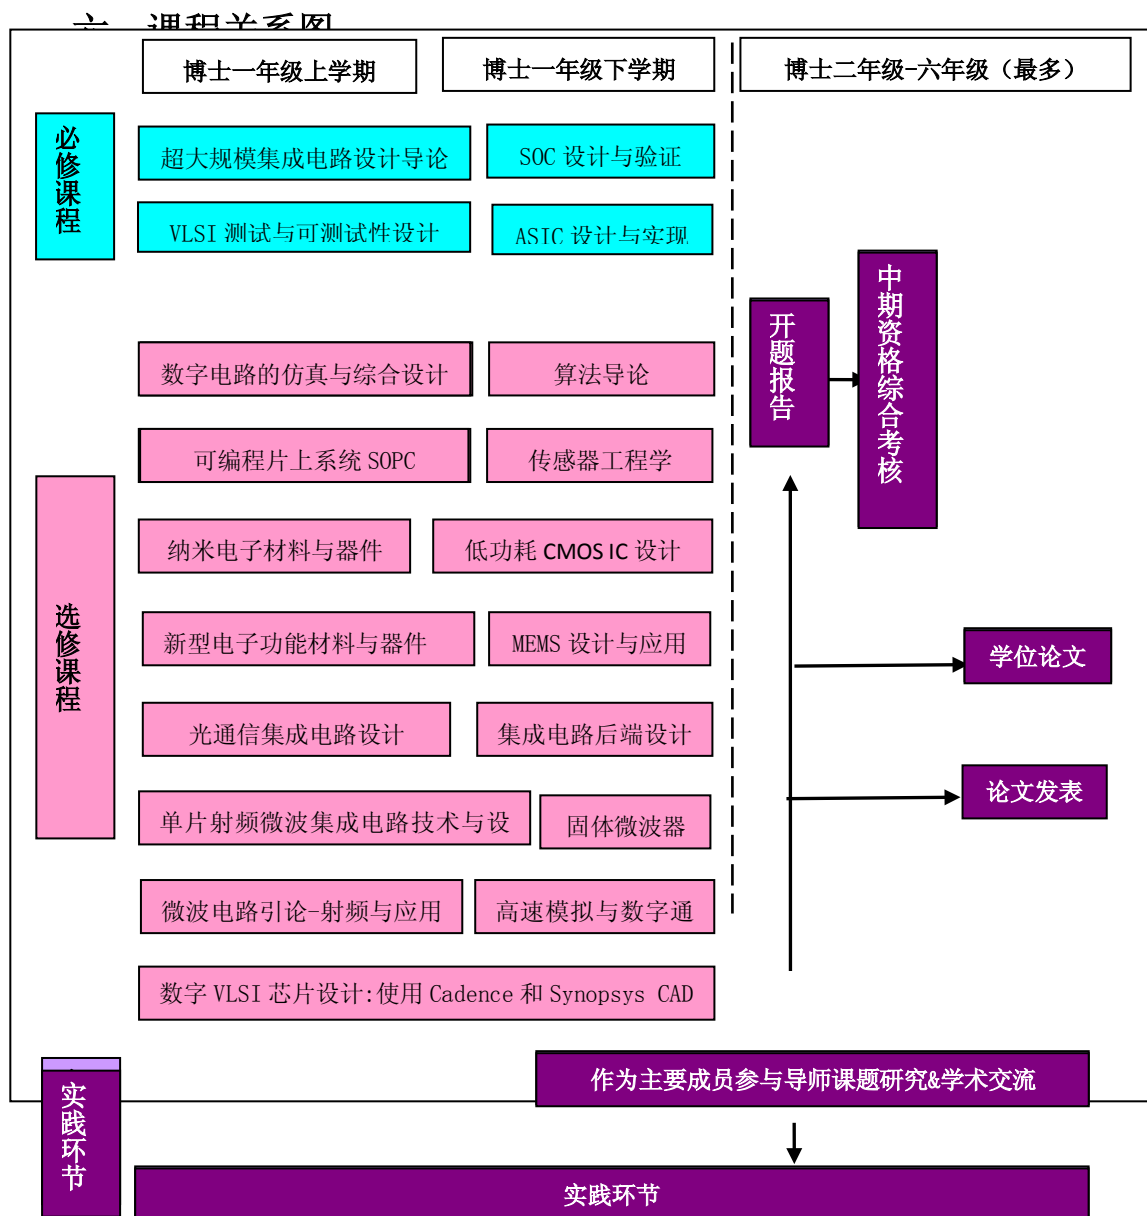 六、课程关系图
博士一年级上学期
博士一年级下学期
博士二年级-六年级（最多）
必修课程
超大规模集成电路设计导论
SOC 设计与验证
VLSI 测试与可测试性设计
ASIC 设计与实现
中期资格综合考核
开题报告
数字电路的仿真与综合设计
算法导论
可编程片上系统 SOPC
传感器工程学
选修课程
纳米电子材料与器件
低功耗 CMOS IC 设计
新型电子功能材料与器件
MEMS 设计与应用
学位论文
光通信集成电路设计
集成电路后端设计
论文发表
单片射频微波集成电路技术与设
固体微波器
微波电路引论-射频与应用
高速模拟与数字通
数字 VLSI 芯片设计:使用 Cadence 和 Synopsys CAD
作为主要成员参与导师课题研究&学术交流
实践环节
实践环节